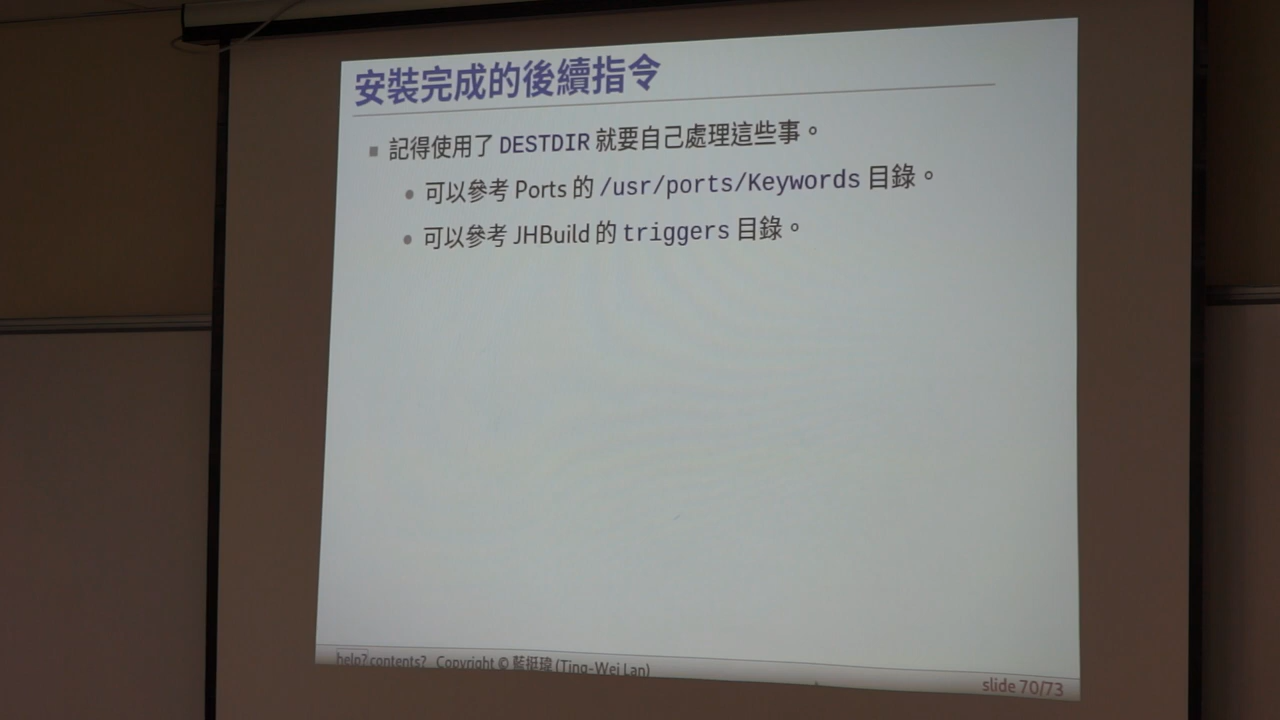 安裝完成的後續指令
記得使用了 DESTDIR 就要自己處理這些事。
可以參考 Ports 的 /usr/ports/Keywords 目錄。
可以參考 JHBuild 的 triggers 目錄。
help? contents? Copyright © 藍挺瑋 (Ting-Wei Lan)
slide 70/73